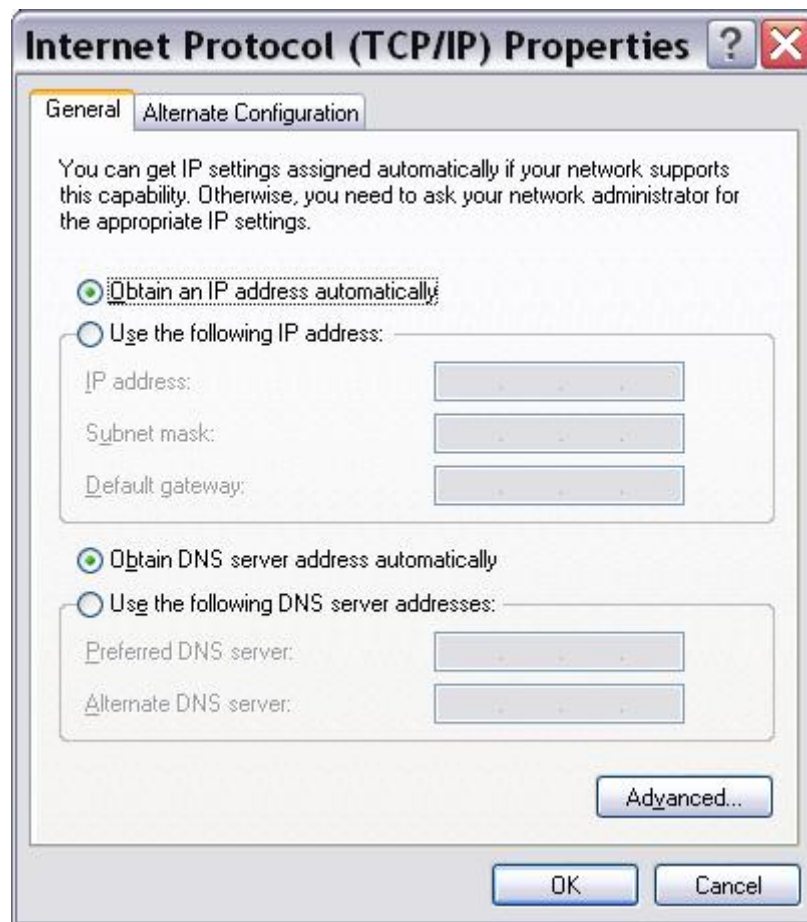 Internet Protocol (TCP/IP) Properties ?
General Alternate Configuration
You can get IP settings assigned automatically if your network supports
this capability. Otherwise, you need to ask your network administrator for
the appropriate IP settings.
Obtain an IP address automatically
Use the following IP address:
IP address:
Subnet mask:
Default gateway:
Obtain DNS server address automatically
Use the following DNS server addresses:
Preferred DNS server:
Alternate DNS server:
Advanced...
OK Cancel